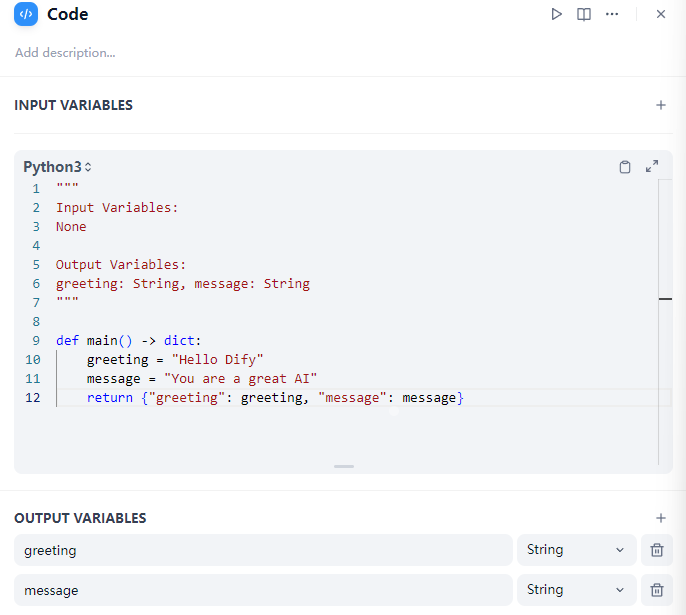 Code
Add description...
INPUT VARIABLES
Python3
1 """
2 Input Variables:
3 None
4
5 Output Variables:
6 greeting: String, message: String
7 """
8
9 def main() -> dict:
10     greeting = "Hello Dify"
11     message = "You are a great AI"
12     return {"greeting": greeting, "message": message}
OUTPUT VARIABLES
greeting String
message String